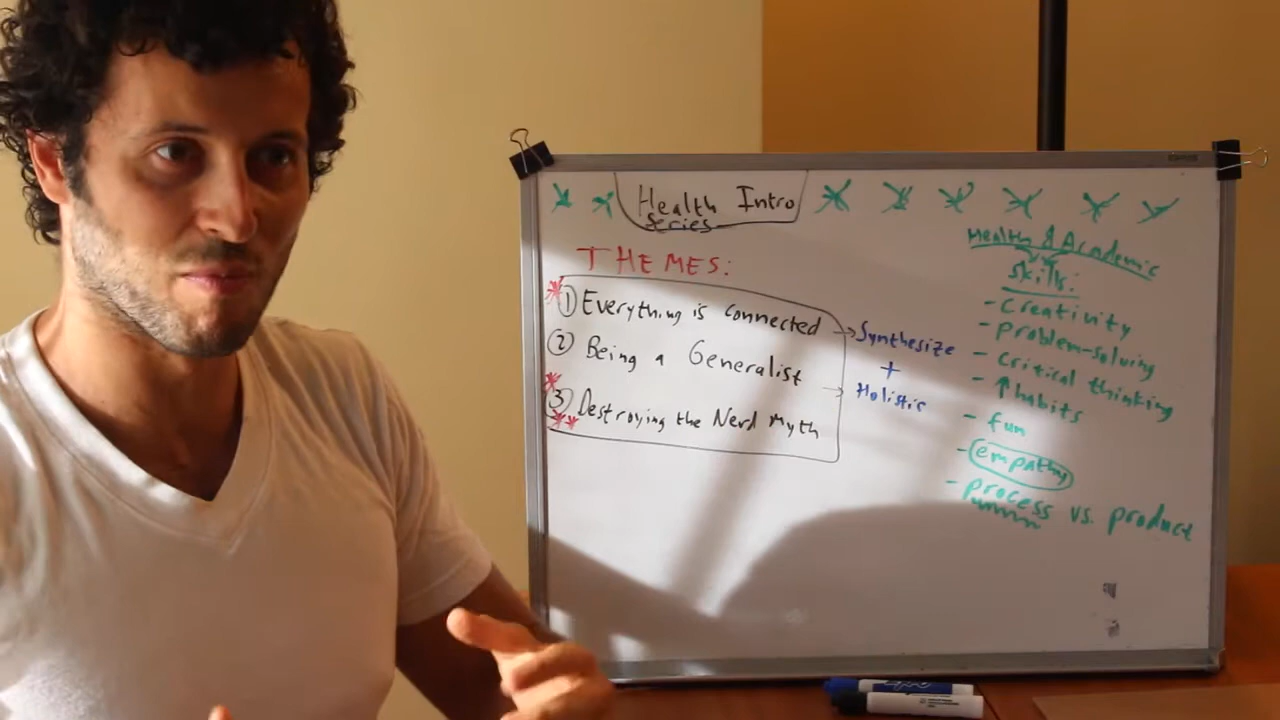 Health Intro
series
THEMES:
① Everything is connected
② Being a Generalist
③ Destroying the Nerd Myth
Synthesize
+
Holistic
Health & Academic
skills:
- creativity
- problem-solving
- critical thinking
- ↑habits
- fun
- empathy
- process vs. product